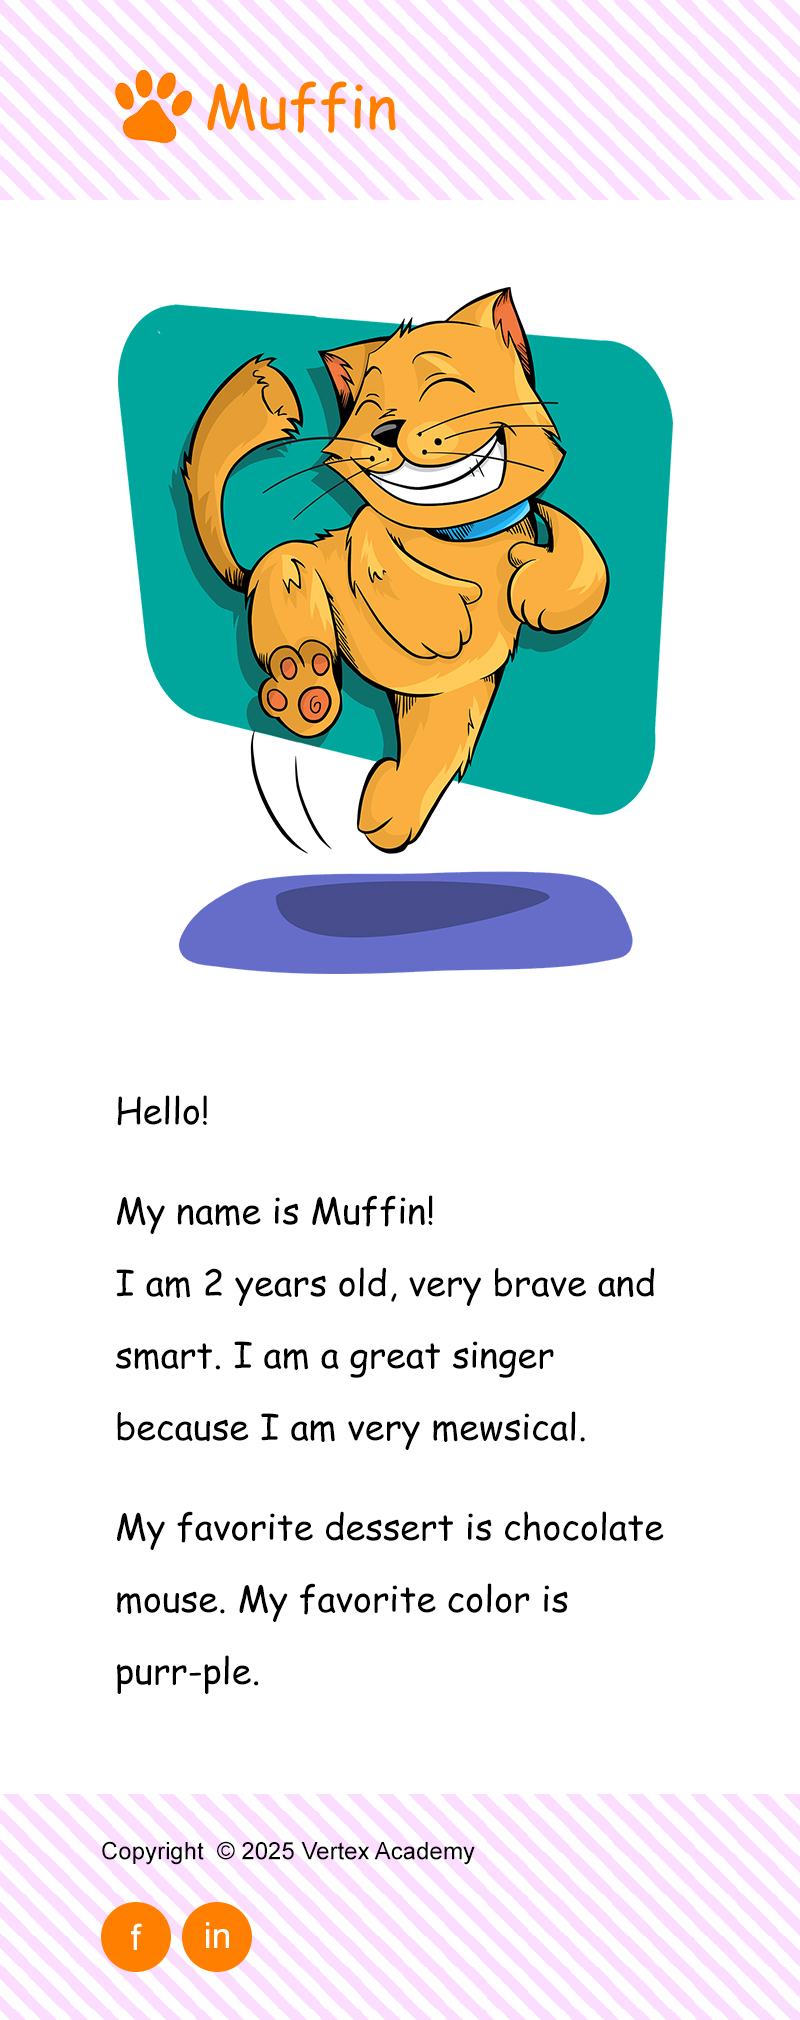 Muffin
Hello!
My name is Muffin!
I am 2 years old, very brave and
smart. I am a great singer
because I am very mewsical.
My favorite dessert is chocolate
mouse. My favorite color is
purr-ple.
Copyright © 2025 Vertex Academy
f in